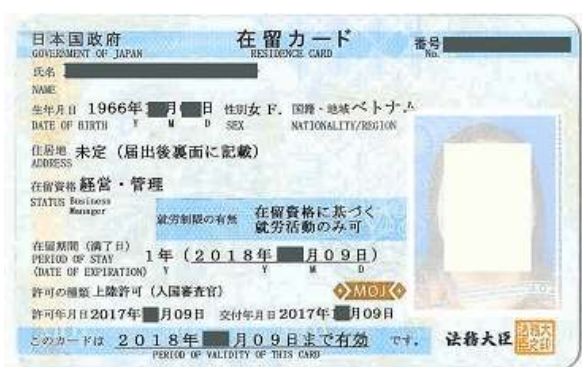 日本国政府 在留カード 番号
GOVERNMENT OF JAPAN RESIDENCE CARD No.
氏名
NAME
生年月日 1966年1 月 日 性別 女 F. 国籍・地域 ベトナム
DATE OF BIRTH Y M D SEX NATIONALITY/REGION
住居地 未定 (届出後裏面に記載)
ADDRESS
在留資格 経営・管理
STATUS Business Manager
就労制限の有無 在留資格に基づく
就労活動のみ可
在留期間 (満了日) 1年 (2018年 月09日)
PERIOD OF STAY
(DATE OF EXPIRATION) Y Y M D
許可の種類 上陸許可 (入国審査官) MOJ
許可年月日 2017年 月09日 交付年月日 2017年 月09日
このカードは 2018年 月09日まで有効 です。 法務大臣
PERIOD OF VALIDITY OF THIS CARD